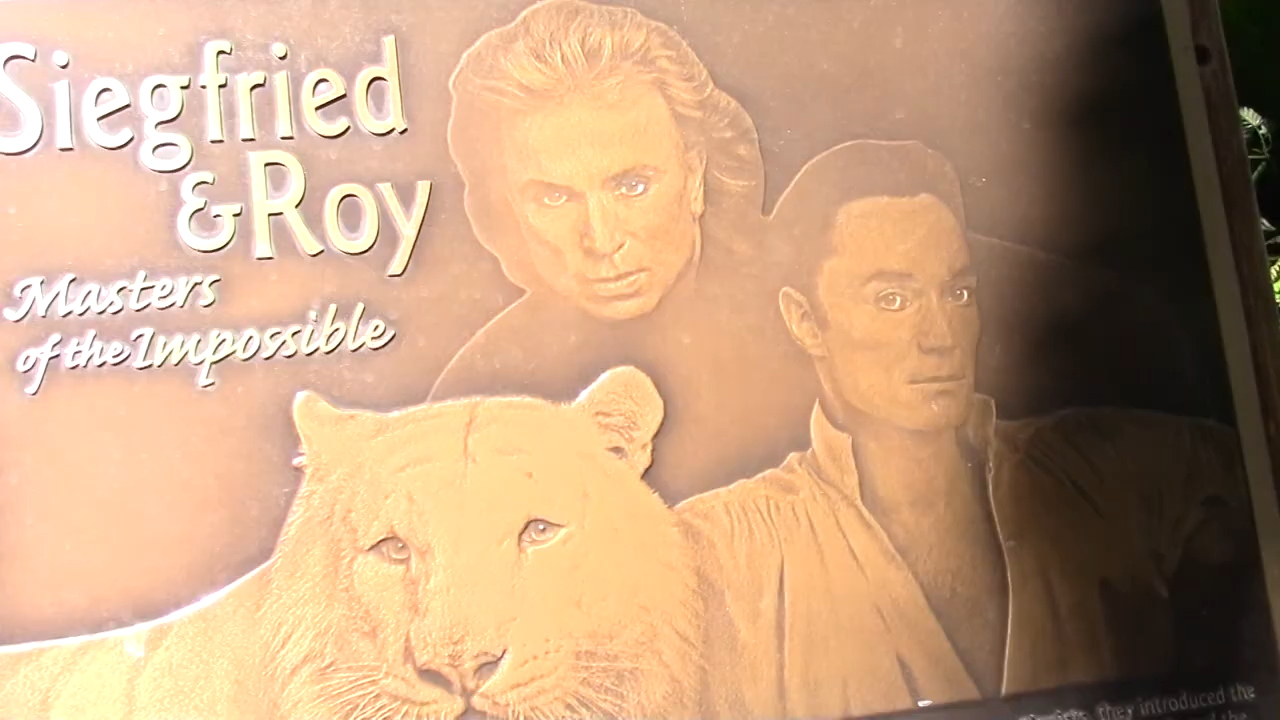 Siegfried
& Roy
Masters
of the Impossible
they introduced the